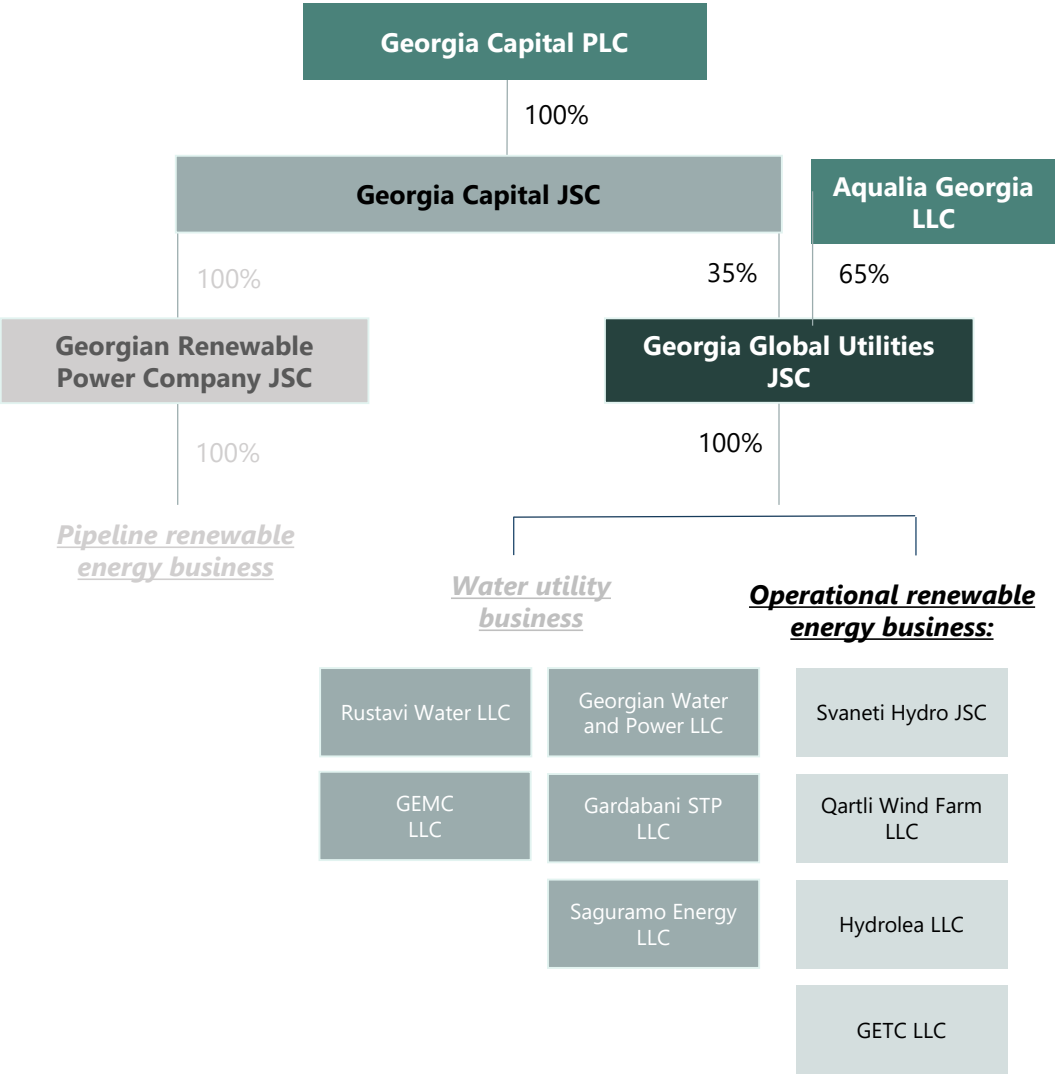 Georgia Capital PLC
100%
Georgia Capital JSC
Aqualia Georgia
LLC
100%
35%
65%
Georgian Renewable
Power Company JSC
Georgia Global Utilities
JSC
100%
100%
Pipeline renewable
energy business
Water utility
business
Operational renewable
energy business:
Rustavi Water LLC
Georgian Water
and Power LLC
Svaneti Hydro JSC
GEMC
LLC
Gardabani STP
LLC
Qartli Wind Farm
LLC
Saguramo Energy
LLC
Hydrolea LLC
GETC LLC